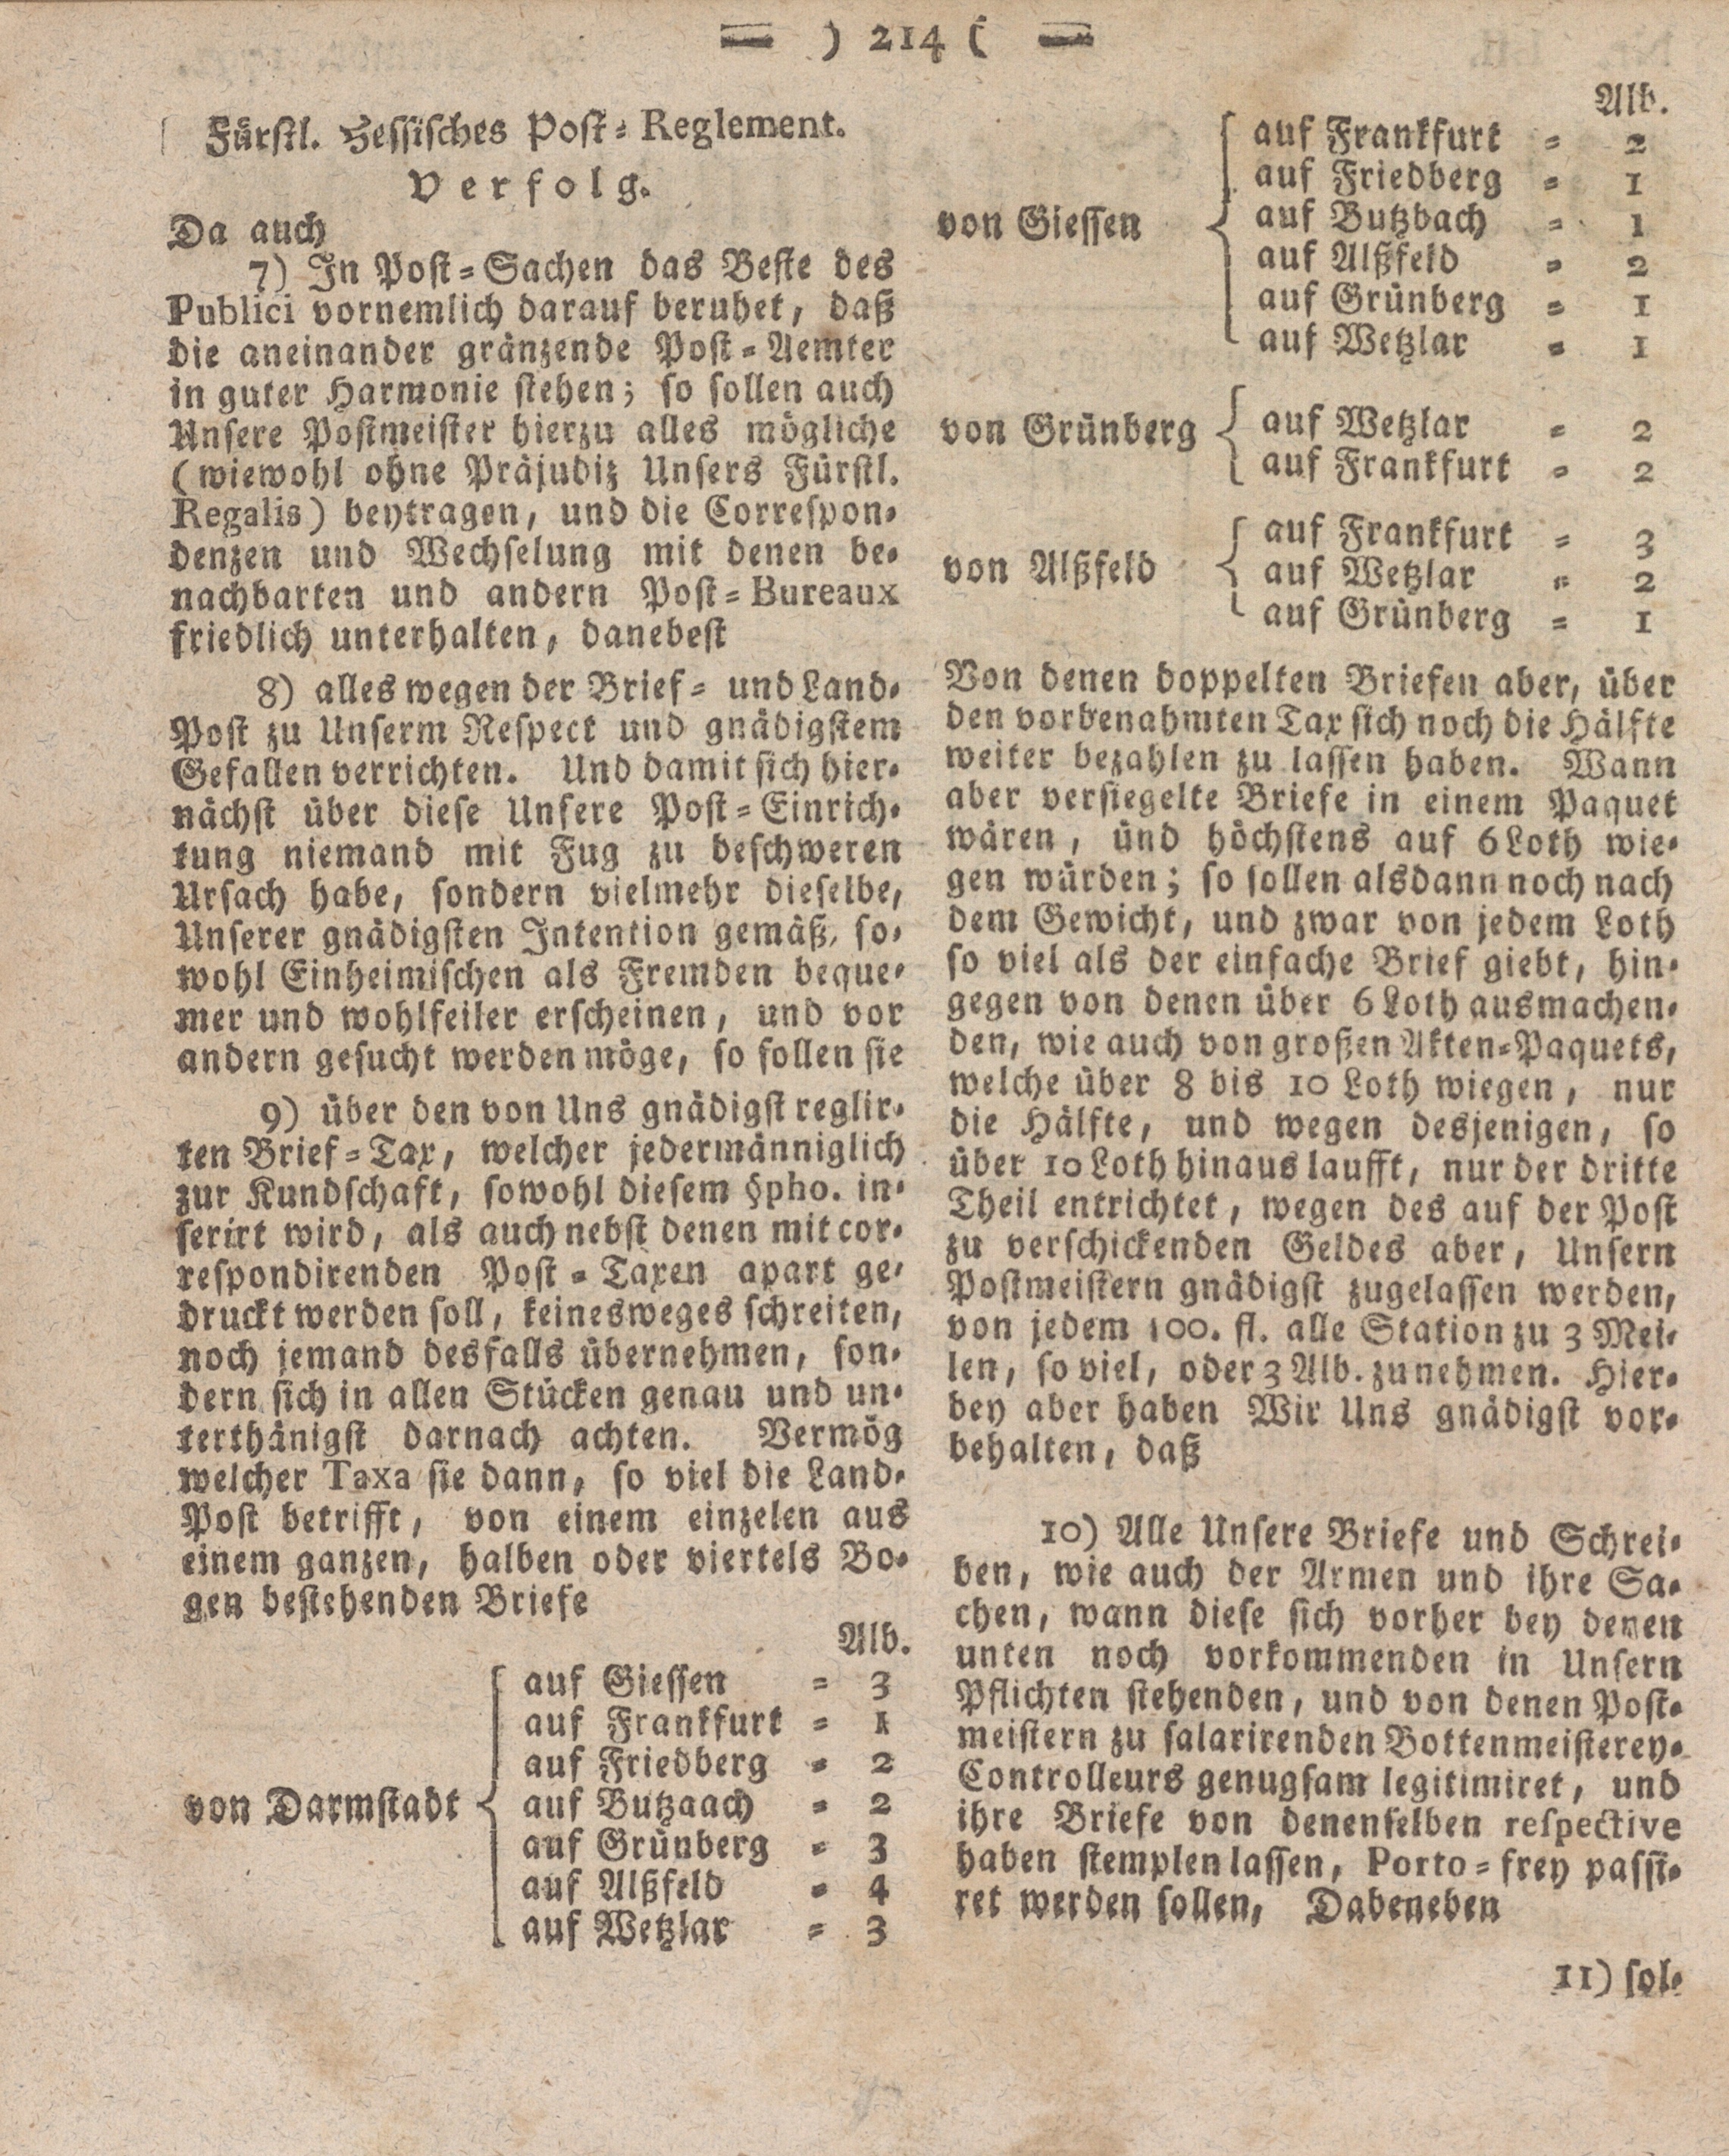 ) 214 (
Fürstl. Hessisches Post-Reglement.
Verfolg.
Da auch
7) In Post-Sachen das Beste des
Publici vornemlich darauf beruhet, daß
die aneinander gränzende Post-Aemter
in guter Harmonie stehen; so sollen auch
Unsere Postmeister hierzu alles mögliche
(wiewohl ohne Präjudiz Unsers Fürstl.
Regalis) beytragen, und die Correspon-
denzen und Wechselung mit denen be-
nachbarten und andern Post-Bureaux
friedlich unterhalten, danebest
8) alles wegen der Brief- und Land-
Post zu Unserm Respect und gnädigstem
Gefallen verrichten. Und damit sich hier-
nächst über diese Unsere Post-Einrich-
tung niemand mit Fug zu beschweren
Ursach habe, sondern vielmehr dieselbe,
Unserer gnädigsten Intention gemäß, so-
wohl Einheimischen als Fremden beque-
mer und wohlfeiler erscheinen, und vor
andern gesucht werden möge, so sollen sie
9) über den von Uns gnädigst reglir-
ten Brief-Tax, welcher jedermänniglich
zur Kundschaft, sowohl diesem §pho. in-
serirt wird, als auch nebst denen mit cor-
respondirenden Post-Taxen apart ge-
druckt werden soll, keinesweges schreiten,
noch jemand desfalls übernehmen, son-
dern sich in allen Stücken genau und un-
terthänigst darnach achten. Vermög
welcher Taxa sie dann, so viel die Land-
Post betrifft, von einem einzelen aus
einem ganzen, halben oder viertels Bo-
gen bestehenden Briefe
Alb.
auf Giessen = 3
auf Frankfurt = 1
auf Friedberg = 2
von Darmstadt { auf Butzaach = 2
auf Grünberg = 3
auf Alßfeld = 4
auf Wetzlar = 3
Alb.
auf Frankfurt = 2
auf Friedberg = 1
von Giessen { auf Butzbach = 1
auf Alßfeld = 2
auf Grünberg = 1
auf Wetzlar = 1
von Grünberg { auf Wetzlar = 2
auf Frankfurt = 2
auf Frankfurt = 3
von Alßfeld { auf Wetzlar = 2
auf Grünberg = 1
Von denen doppelten Briefen aber, über
den vorbenahmten Tax sich noch die Hälfte
weiter bezahlen zu lassen haben. Wann
aber versiegelte Briefe in einem Paquet
wären, ünd höchstens auf 6 Loth wie-
gen würden; so sollen alsdann noch nach
dem Gewicht, und zwar von jedem Loth
so viel als der einfache Brief giebt, hin-
gegen von denen über 6 Loth ausmachen-
den, wie auch von großen Akten-Paquets,
welche über 8 bis 10 Loth wiegen, nur
die Hälfte, und wegen desjenigen, so
über 10 Loth hinaus laufft, nur der dritte
Theil entrichtet, wegen des auf der Post
zu verschickenden Geldes aber, Unsern
Postmeistern gnädigst zugelassen werden,
von jedem 100. fl. alle Station zu 3 Mei-
len, so viel, oder 3 Alb. zu nehmen. Hier-
bey aber haben Wir Uns gnädigst vor-
behalten, daß
10) Alle Unsere Briefe und Schrei-
ben, wie auch der Armen und ihre Sa-
chen, wann diese sich vorher bey denen
unten noch vorkommenden in Unsern
Pflichten stehenden, und von denen Post-
meistern zu salarirenden Bottenmeisterey-
Controlleurs genugsam legitimiret, und
ihre Briefe von denenselben respective
haben stemplen lassen, Porto-frey passi-
ret werden sollen, Dabeneben
11) sol-